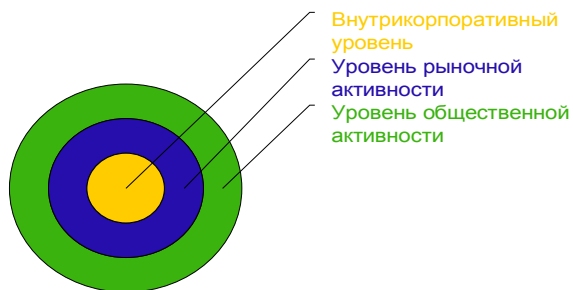 Внутрикорпоративный
уровень
Уровень рыночной
активности
Уровень общественной
активности